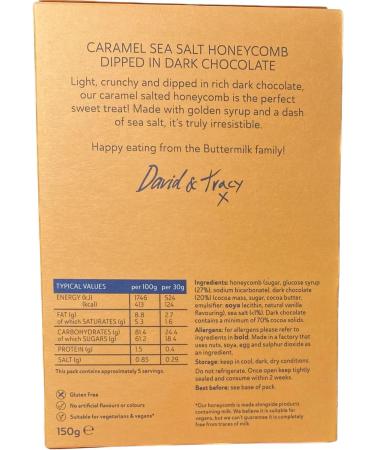 CARAMEL SEA SALT HONEYCOMB
DIPPED IN DARK CHOCOLATE
Light, crunchy and dipped in rich dark chocolate,
our caramel salted honeycomb is the perfect
sweet treat! Made with golden syrup and a dash
of sea salt, it's truly irresistible.
Happy eating from the Buttermilk family!
David & Tracy
x
TYPICAL VALUES per 100g per 30g
ENERGY (kJ) 1746 524
(kcal) 413 124
FAT (g) 8.8 2.7
of which SATURATES (g) 5.3 1.6
CARBOHYDRATES (g) 81.4 24.4
of which SUGARS (g) 61.2 18.4
PROTEIN (g) 1.5 0.4
SALT (g) 0.85 0.29
This pack contains approximately 5 servings.
Gluten Free
No artificial flavours or colours
Suitable for vegetarians & vegans*
150g e
Ingredients: honeycomb (sugar, glucose syrup
(27%), sodium bicarbonate), dark chocolate
(20%) (cocoa mass, sugar, cocoa butter,
emulsifier: soya lecithin, natural vanilla
flavouring), sea salt (<1%). Dark chocolate
contains a minimum of 70% cocoa solids.
Allergens: for allergens please refer to
ingredients in bold. Made in a factory that
uses nuts, soya, egg and sulphur dioxide as
an ingredient.
Storage: keep in cool, dark, dry conditions.
Do not refrigerate. Once open keep tightly
sealed and consume within 2 weeks.
Best before: see base of pack.
*Our honeycomb is made alongside products
containing milk. We believe it is suitable for
vegans, but we can't guarantee it is completely
free from traces of milk.